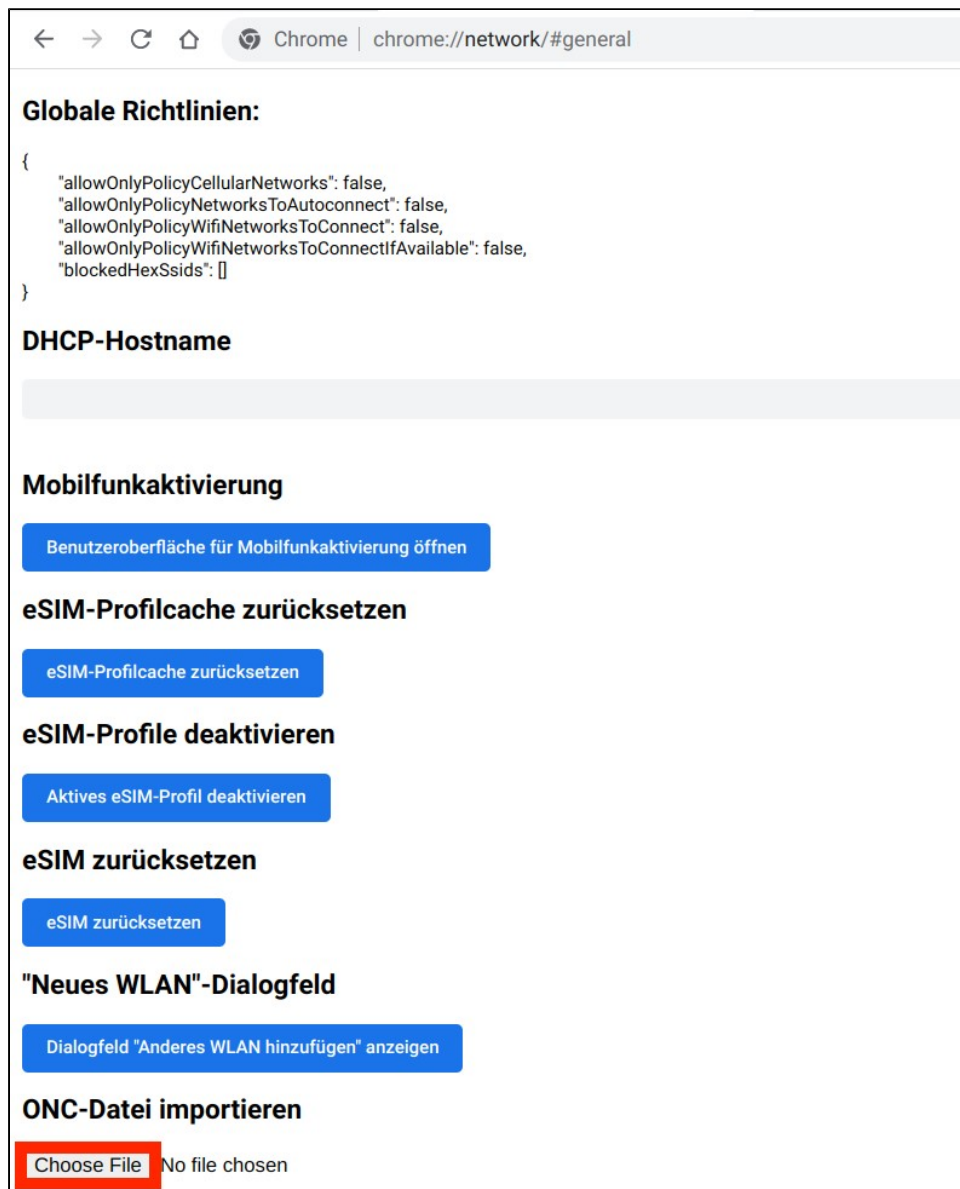 Chrome | chrome://network/#general
Globale Richtlinien:
{
"allowOnlyPolicyCellularNetworks": false,
"allowOnlyPolicyNetworksToAutoconnect": false,
"allowOnlyPolicyWifiNetworksToConnect": false,
"allowOnlyPolicyWifiNetworksToConnectIfAvailable": false,
"blockedHexSsids": []
}
DHCP-Hostname
Mobilfunkaktivierung
Benutzeroberfläche für Mobilfunkaktivierung öffnen
eSIM-Profilcache zurücksetzen
eSIM-Profilcache zurücksetzen
eSIM-Profile deaktivieren
Aktives eSIM-Profil deaktivieren
eSIM zurücksetzen
eSIM zurücksetzen
"Neues WLAN"-Dialogfeld
Dialogfeld "Anderes WLAN hinzufügen" anzeigen
ONC-Datei importieren
Choose File No file chosen